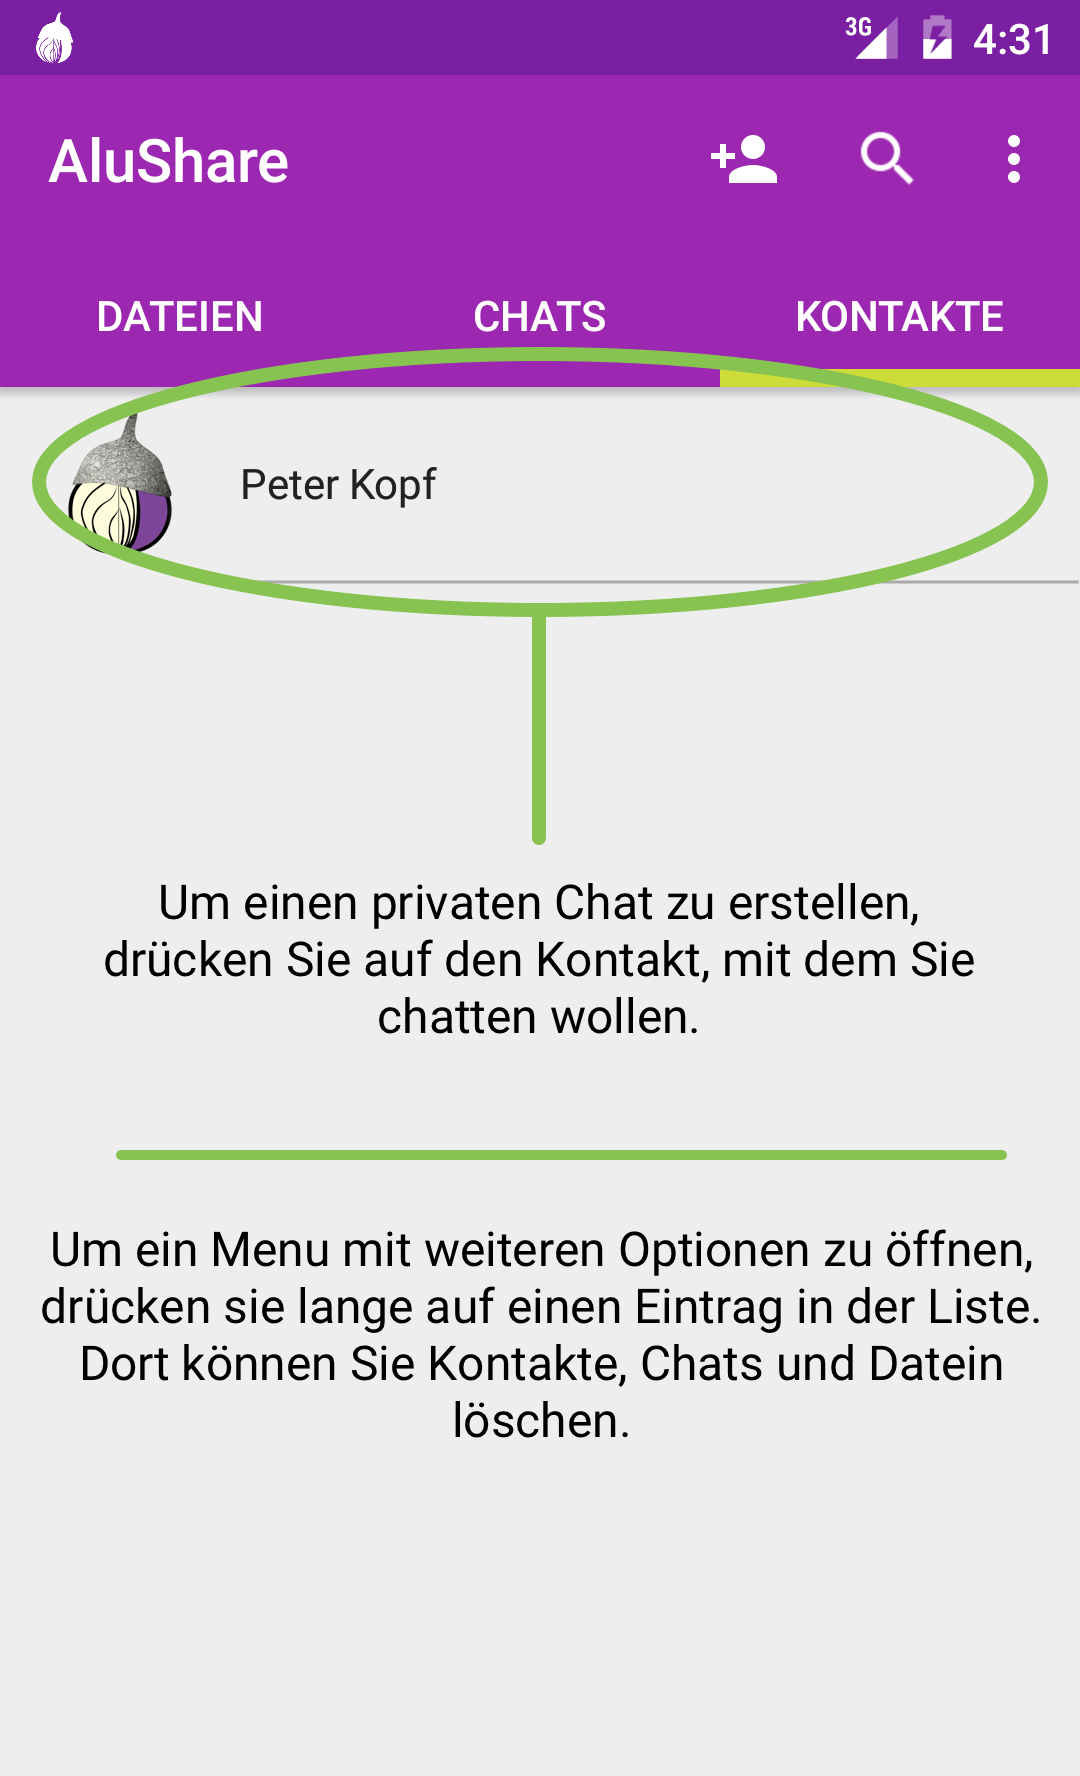 3G 4:31
AluShare
DATEIEN CHATS KONTAKTE
Peter Kopf
Um einen privaten Chat zu erstellen,
drücken Sie auf den Kontakt, mit dem Sie
chatten wollen.
Um ein Menu mit weiteren Optionen zu öffnen,
drücken sie lange auf einen Eintrag in der Liste.
Dort können Sie Kontakte, Chats und Datein
löschen.